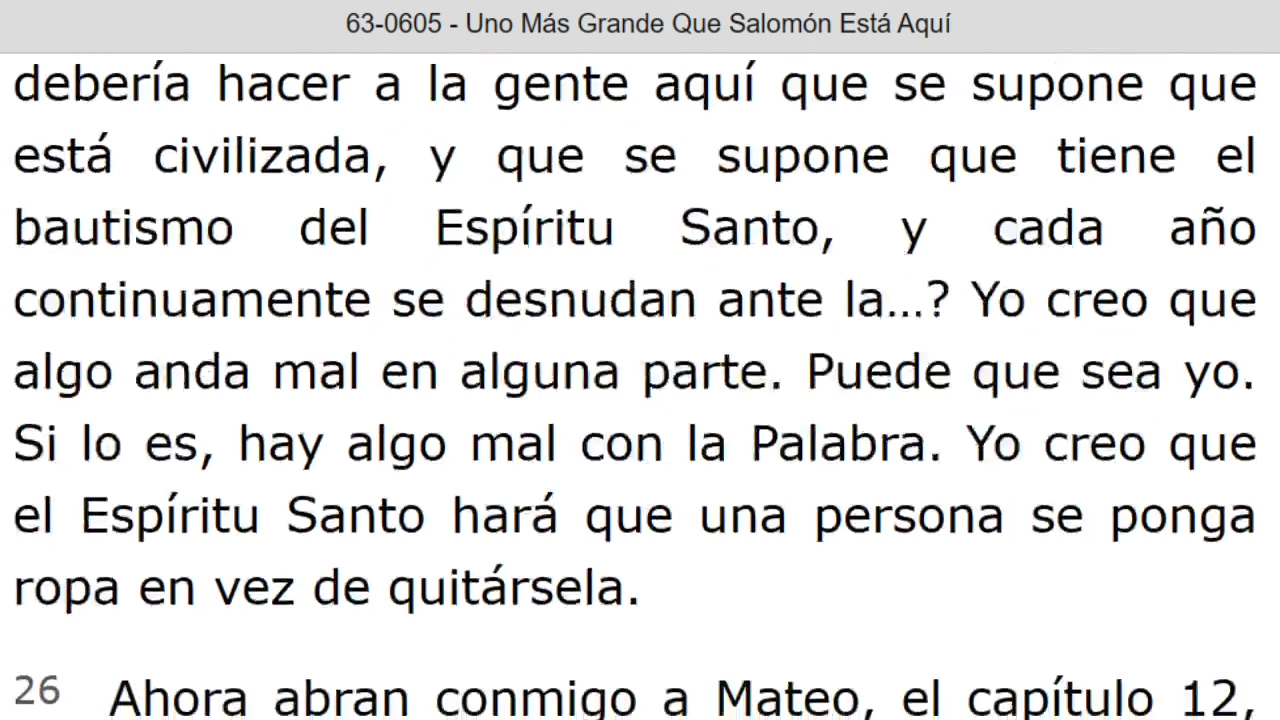 63-0605 - Uno Más Grande Que Salomón Está Aquí
debería hacer a la gente aquí que se supone que
está civilizada, y que se supone que tiene el
bautismo del Espíritu Santo, y cada año
continuamente se desnudan ante la...? Yo creo que
algo anda mal en alguna parte. Puede que sea yo.
Si lo es, hay algo mal con la Palabra. Yo creo que
el Espíritu Santo hará que una persona se ponga
ropa en vez de quitársela.
26 Ahora abran conmigo a Mateo, el capítulo 12,